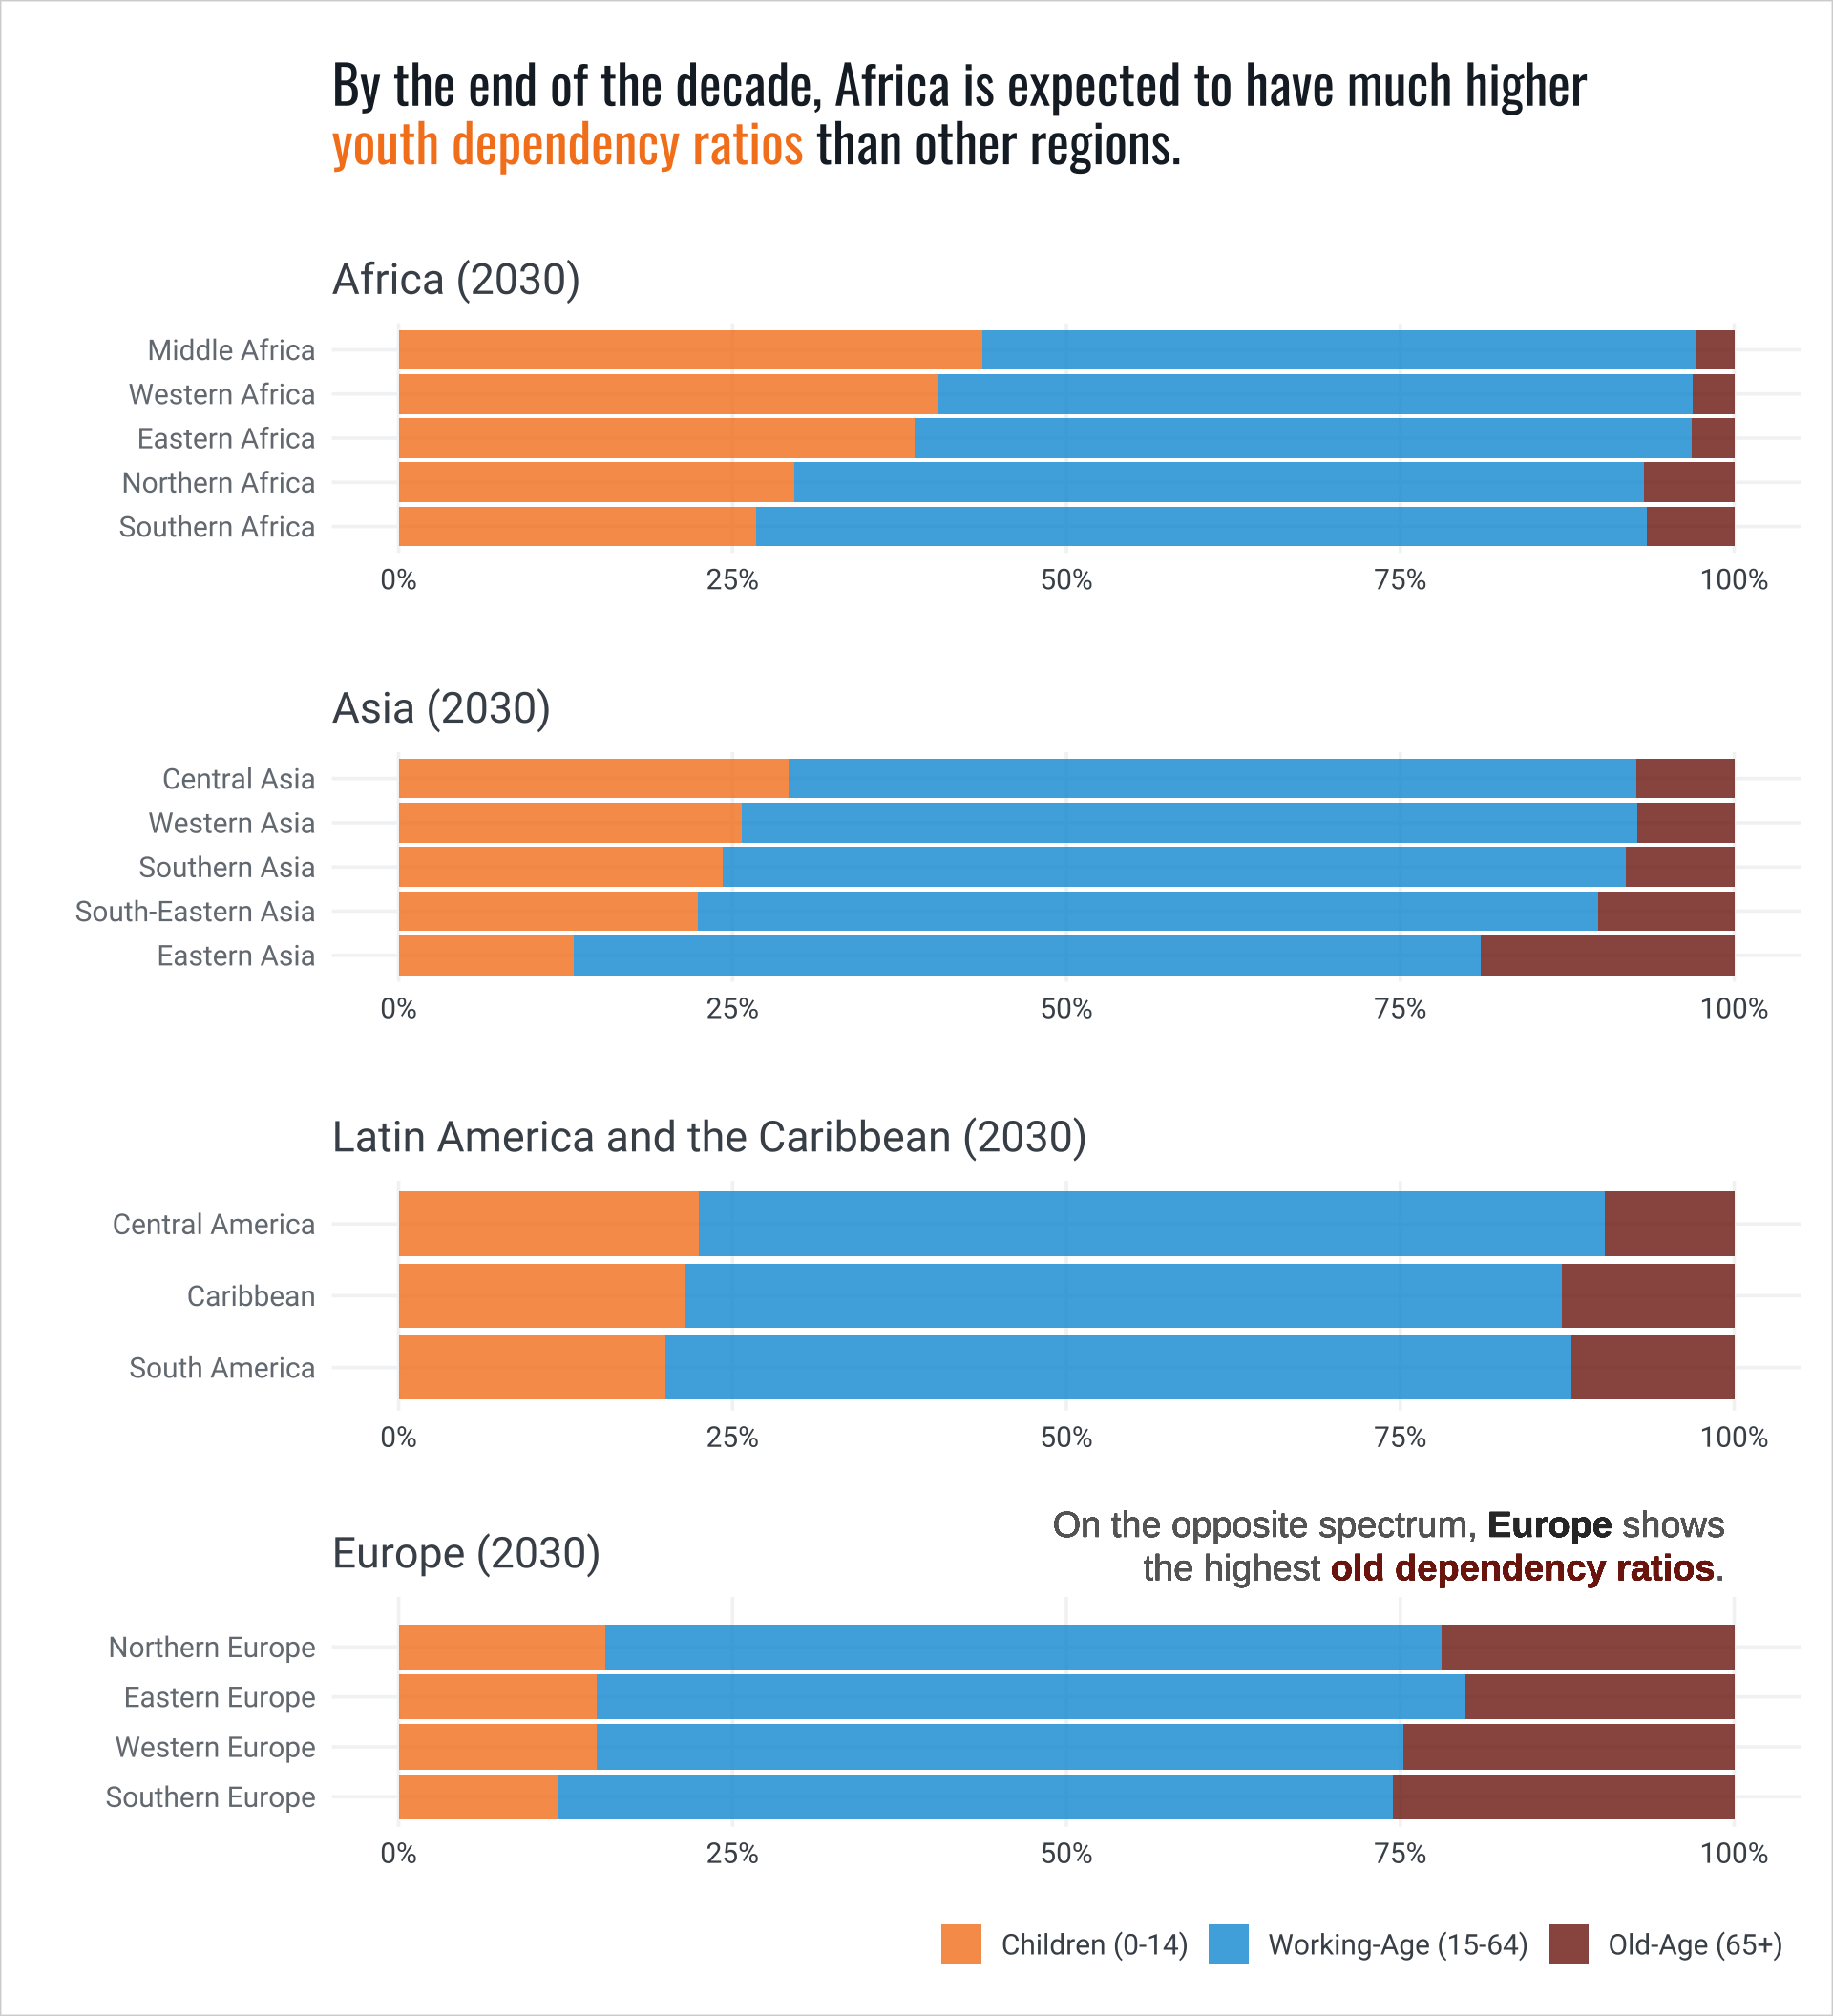 By the end of the decade, Africa is expected to have much higher
youth dependency ratios than other regions.
Africa (2030)
Middle Africa
Western Africa
Eastern Africa
Northern Africa
Southern Africa
0% 25% 50% 75% 100%
Asia (2030)
Central Asia
Western Asia
Southern Asia
South-Eastern Asia
Eastern Asia
0% 25% 50% 75% 100%
Latin America and the Caribbean (2030)
Central America
Caribbean
South America
0% 25% 50% 75% 100%
On the opposite spectrum, Europe shows
the highest old dependency ratios.
Europe (2030)
Northern Europe
Eastern Europe
Western Europe
Southern Europe
0% 25% 50% 75% 100%
Children (0-14) Working-Age (15-64) Old-Age (65+)